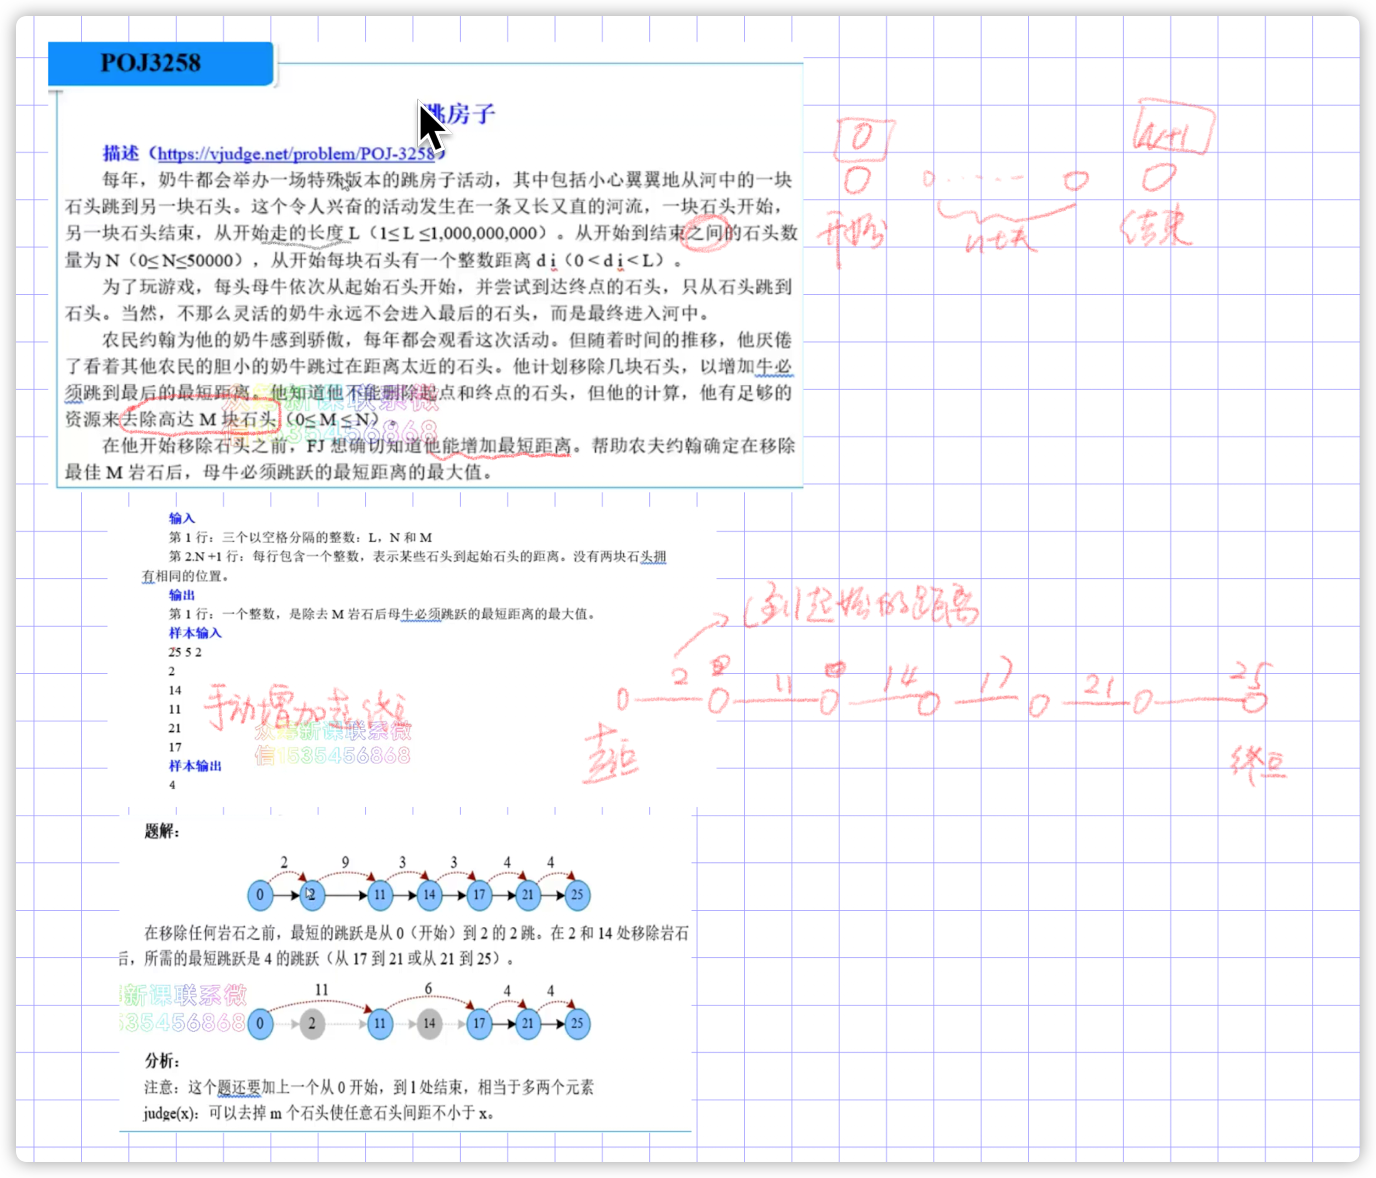 POJ3258
跳房子
描述（https://vjudge.net/problem/POJ-3258）
每年，奶牛都会举办一场特殊版本的跳房子活动，其中包括小心翼翼地从河中的一块
石头跳到另一块石头。这个令人兴奋的活动发生在一条又长又直的河流，一块石头开始，
另一块石头结束，从开始走的长度 L（1≤ L ≤1,000,000,000）。从开始到结束之间的石头数
量为 N（0≤ N≤50000），从开始每块石头有一个整数距离 d i（0 < d i < L）。
为了玩游戏，每头母牛依次从起始石头开始，并尝试到达终点的石头，只从石头跳到
石头。当然，不那么灵活的奶牛永远不会进入最后的石头，而是最终进入河中。
农民约翰为他的奶牛感到骄傲，每年都会观看这次活动。但随着时间的推移，他厌倦
了看着其他农民的胆小的奶牛跳过在距离太近的石头。他计划移除几块石头，以增加牛必
须跳到最后的最短距离。他知道他不能删除起点和终点的石头，但他的计算，他有足够的
资源来去除高达 M 块石头（0≤ M ≤ N）。
在他开始移除石头之前，FJ 想确切知道他能增加最短距离。帮助农夫约翰确定在移除
最佳 M 岩石后，母牛必须跳跃的最短距离的最大值。
0
n+1
开始
n块
结束
输入
第 1 行：三个以空格分隔的整数：L，N 和 M
第 2.N +1 行：每行包含一个整数，表示某些石头到起始石头的距离。没有两块石头拥
有相同的位置。
输出
第 1 行：一个整数，是除去 M 岩石后母牛必须跳跃的最短距离的最大值。
样本输入
25 5 2
2
14
11
21
17
样本输出
4
手动增加起终点
新课联系微
信1535456868
到起始的距离
2 11 14 17 21 25
起点
终点
题解：
2 9 3 3 4 4
0 2 11 14 17 21 25
在移除任何岩石之前，最短的跳跃是从 0（开始）到 2 的 2 跳。在 2 和 14 处移除岩石
后，所需的最短跳跃是 4 的跳跃（从 17 到 21 或从 21 到 25）。
新课联系微
535456868
11 6 4 4
0 2 11 14 17 21 25
分析：
注意：这个题还要加上一个从 0 开始，到 l 处结束，相当于多两个元素
judge(x)：可以去掉 m 个石头使任意石头间距不小于 x。